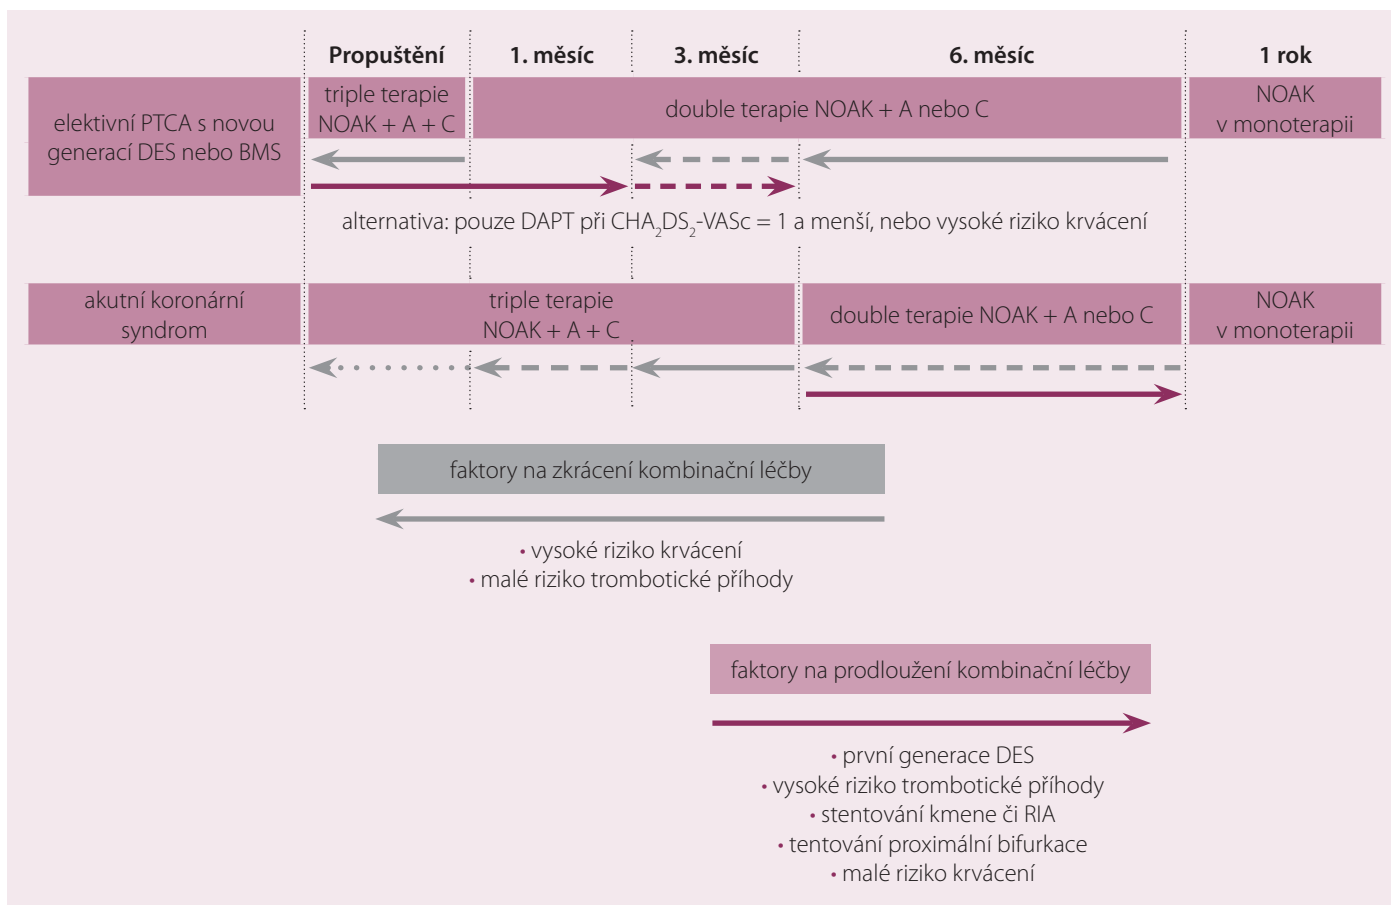 Propuštění 1. měsíc 3. měsíc 6. měsíc 1 rok
elektivní PTCA s novou
generací DES nebo BMS
triple terapie
NOAK + A + C
double terapie NOAK + A nebo C
NOAK
v monoterapii
alternativa: pouze DAPT při CHA₂DS₂-VASc = 1 a menší, nebo vysoké riziko krvácení
akutní koronární
syndrom
triple terapie
NOAK + A + C
double terapie NOAK + A nebo C
NOAK
v monoterapii
faktory na zkrácení kombinační léčby
• vysoké riziko krvácení
• malé riziko trombotické příhody
faktory na prodloužení kombinační léčby
• první generace DES
• vysoké riziko trombotické příhody
• stentování kmene či RIA
• tentování proximální bifurkace
• malé riziko krvácení